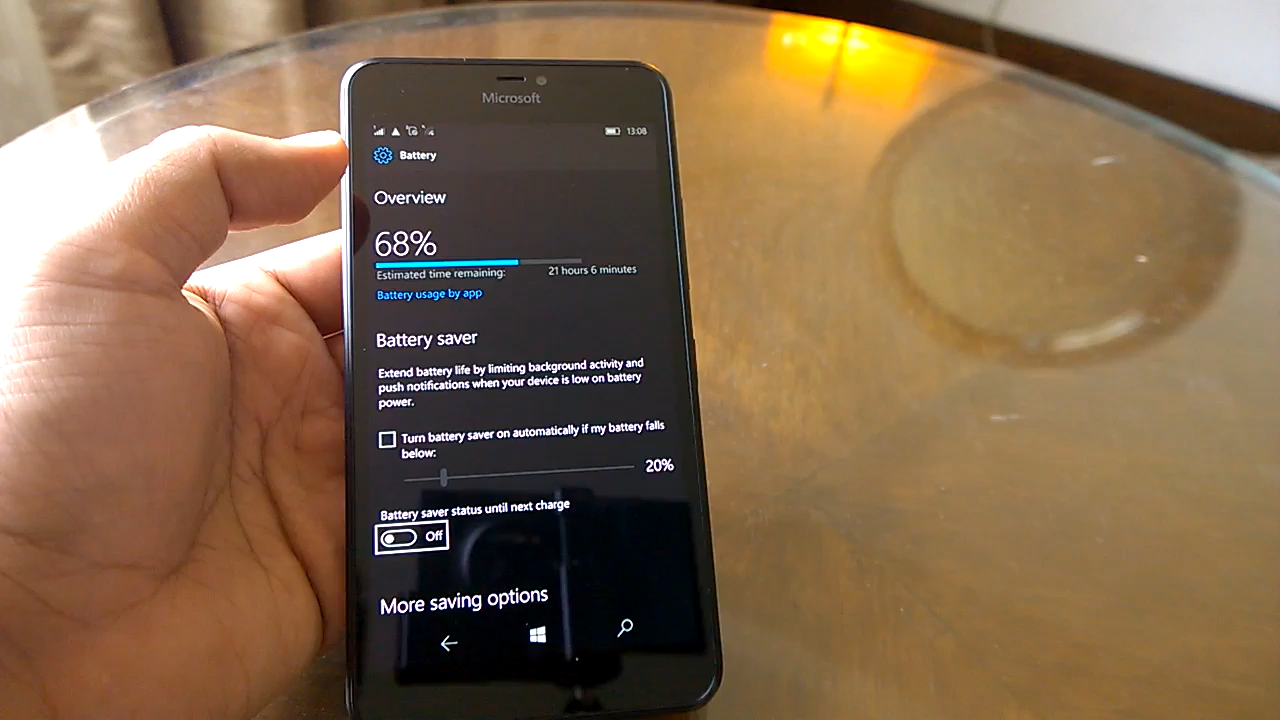 Microsoft
13:08
Battery
Overview
68%
Estimated time remaining: 21 hours 6 minutes
Battery usage by app
Battery saver
Extend battery life by limiting background activity and
push notifications when your device is low on battery
power.
Turn battery saver on automatically if my battery falls
below:
20%
Battery saver status until next charge
Off
More saving options